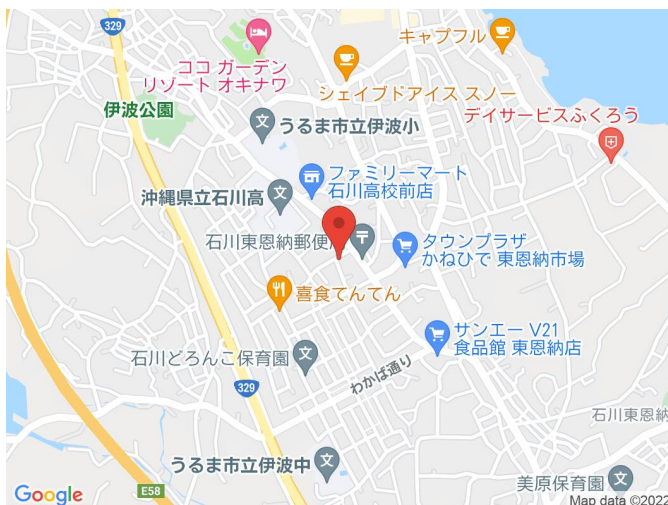 329
ココ ガーデン
リゾート オキナワ
キャプフル
シェイブドアイス スノー
伊波公園
うるま市立伊波小
デイサービスふくろう
ファミリーマート
石川高校前店
沖縄県立石川高
石川東恩納郵便局
タウンプラザ
かねひで 東恩納市場
喜食てんてん
サンエー V21
食品館 東恩納店
石川どろんこ保育園
わかば通り
329
石川東恩納
うるま市立伊波中
美原保育園
E58
Google
Map data ©2022